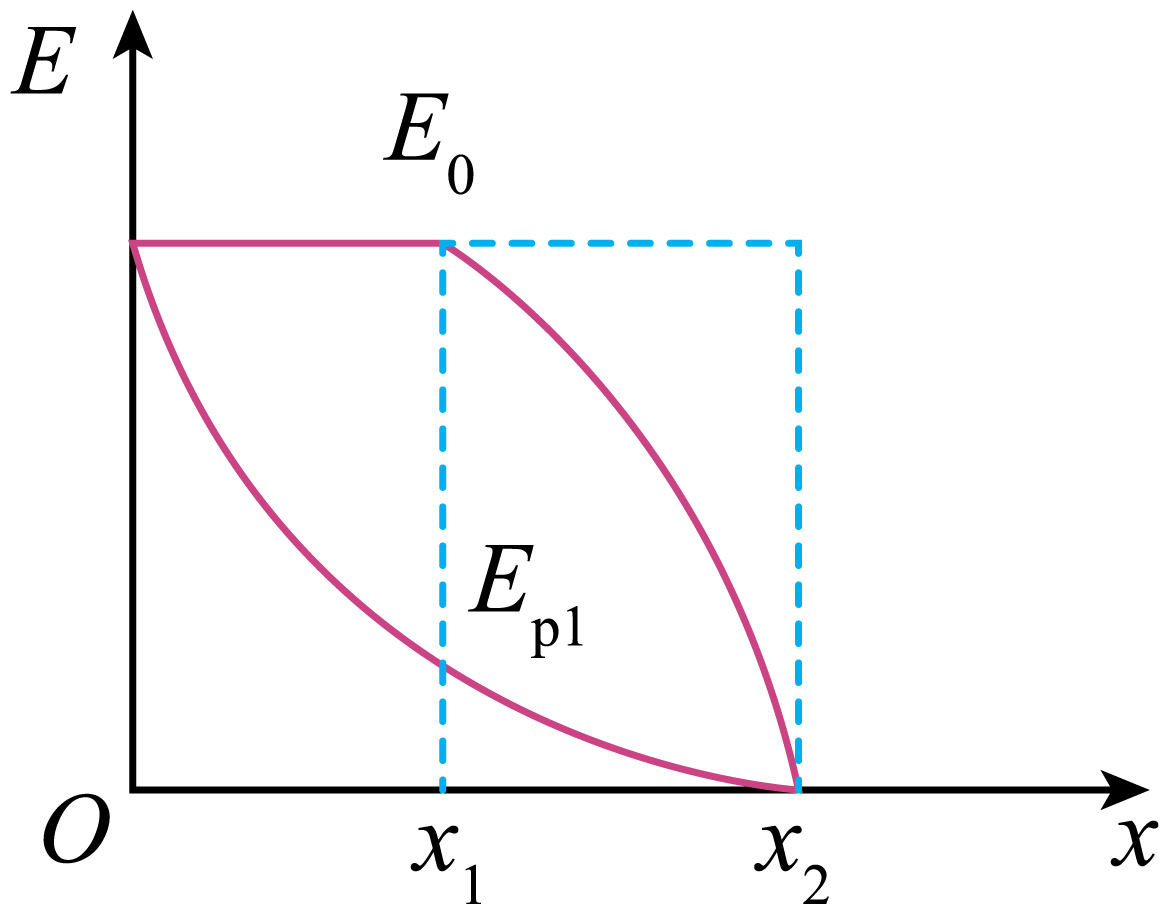 E
E₀
Eₚ₁
O
x₁
x₂
x